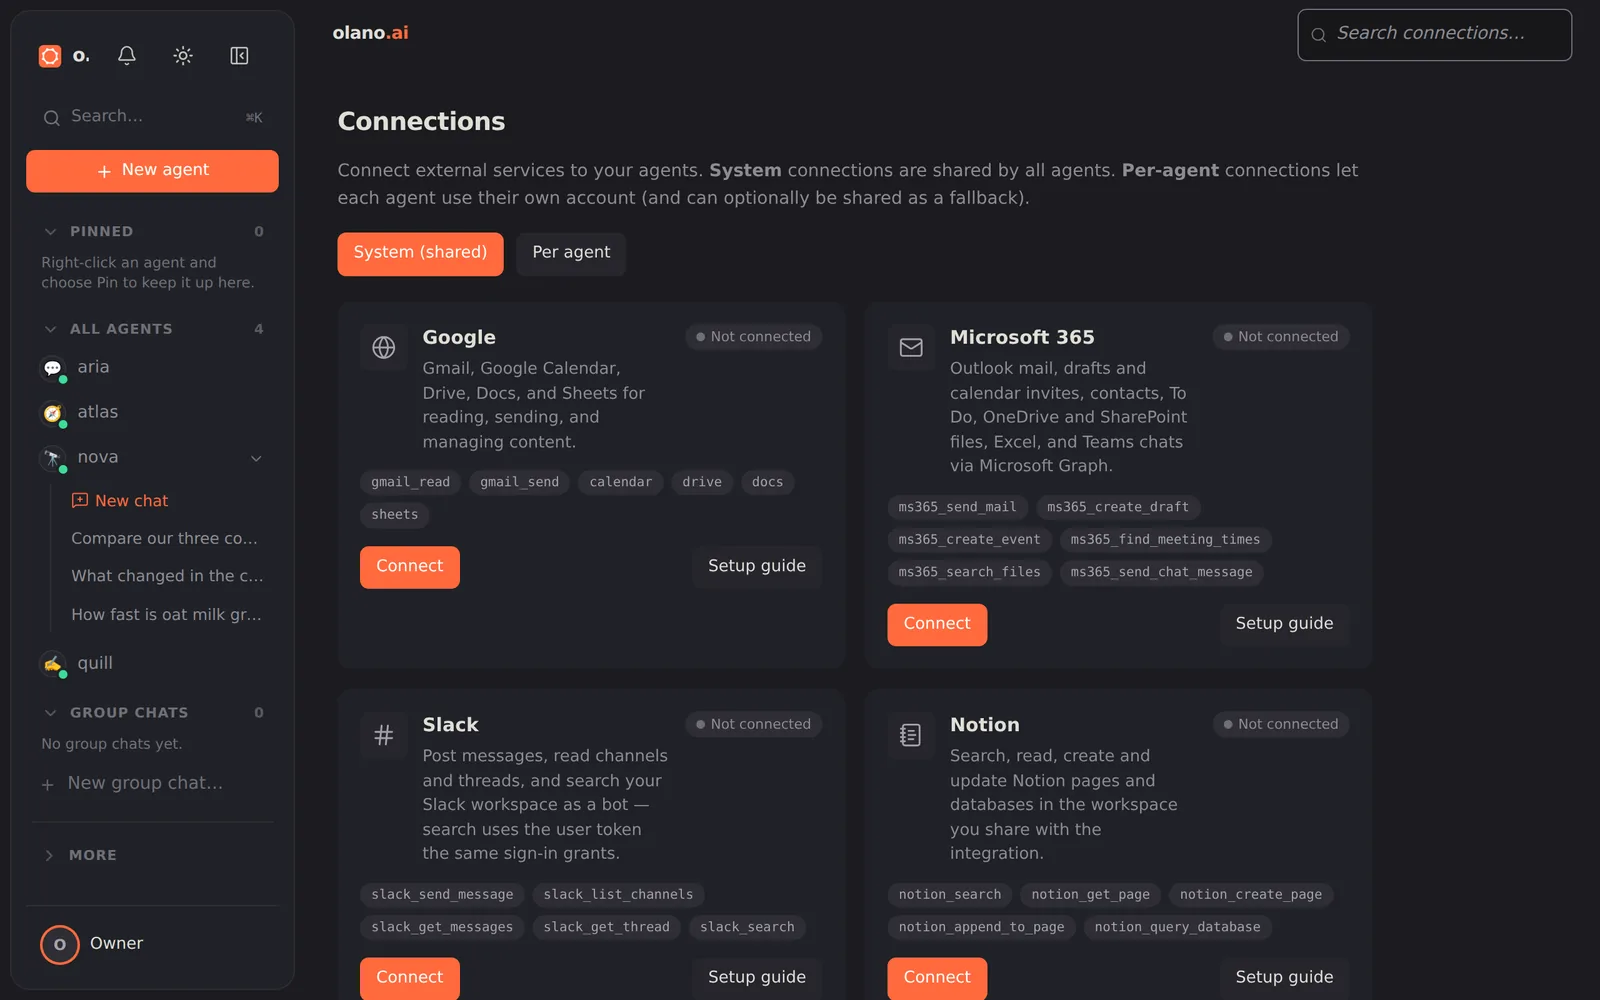 o.
Search...
⌘K
+ New agent
PINNED 0
Right-click an agent and
choose Pin to keep it up here.
ALL AGENTS 4
aria
atlas
nova
New chat
Compare our three co...
What changed in the c...
How fast is oat milk gr...
quill
GROUP CHATS 0
No group chats yet.
+ New group chat...
MORE
O Owner
olano.ai
Search connections...
Connections
Connect external services to your agents. System connections are shared by all agents. Per-agent connections let
each agent use their own account (and can optionally be shared as a fallback).
System (shared)
Per agent
Google
Not connected
Gmail, Google Calendar,
Drive, Docs, and Sheets for
reading, sending, and
managing content.
gmail_read gmail_send calendar drive docs
sheets
Connect
Setup guide
Microsoft 365
Not connected
Outlook mail, drafts and
calendar invites, contacts, To
Do, OneDrive and SharePoint
files, Excel, and Teams chats
via Microsoft Graph.
ms365_send_mail ms365_create_draft
ms365_create_event ms365_find_meeting_times
ms365_search_files ms365_send_chat_message
Connect
Setup guide
Slack
Not connected
Post messages, read channels
and threads, and search your
Slack workspace as a bot —
search uses the user token
the same sign-in grants.
slack_send_message slack_list_channels
slack_get_messages slack_get_thread slack_search
Connect
Setup guide
Notion
Not connected
Search, read, create and
update Notion pages and
databases in the workspace
you share with the
integration.
notion_search notion_get_page notion_create_page
notion_append_to_page notion_query_database
Connect
Setup guide